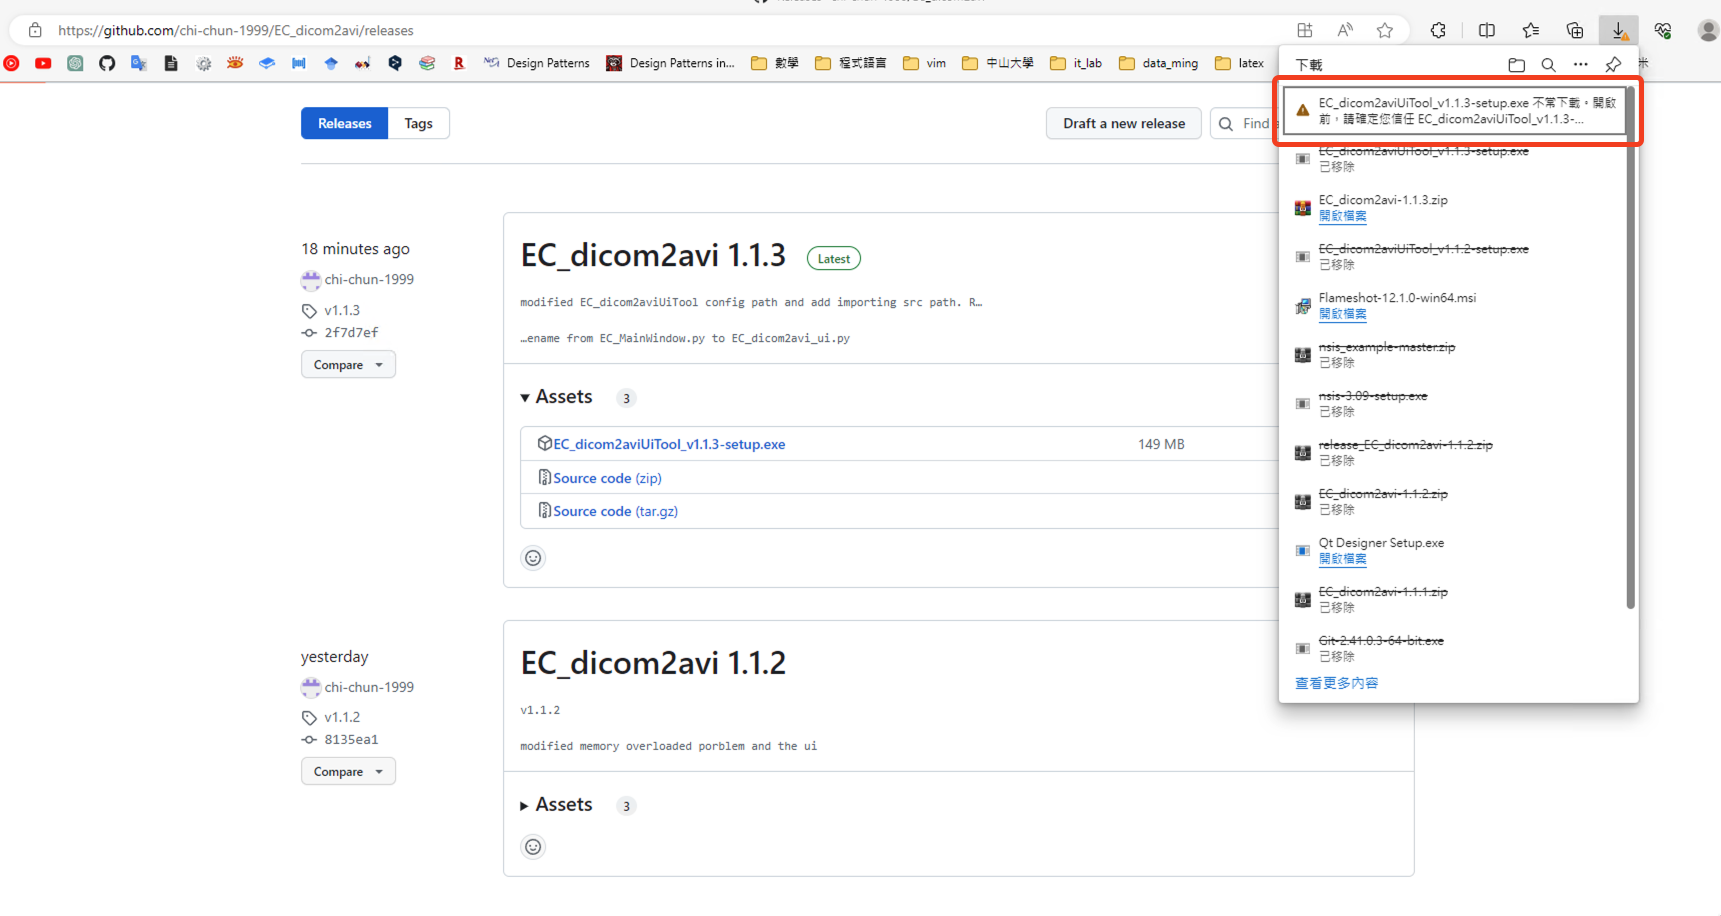 https://github.com/chi-chun-1999/EC_dicom2avi/releases
Design Patterns
Design Patterns in...
數學
程式語言
vim
中山大學
it_lab
data_ming
latex
Releases
Tags
Draft a new release
Find
18 minutes ago
chi-chun-1999
v1.1.3
2f7d7ef
Compare
EC_dicom2avi 1.1.3
Latest
modified EC_dicom2aviUiTool config path and add importing src path. R…
…ename from EC_MainWindow.py to EC_dicom2avi_ui.py
Assets 3
EC_dicom2aviUiTool_v1.1.3-setup.exe 149 MB
Source code (zip)
Source code (tar.gz)
yesterday
chi-chun-1999
v1.1.2
8135ea1
Compare
EC_dicom2avi 1.1.2
v1.1.2
modified memory overloaded porblem and the ui
Assets 3
下載
EC_dicom2aviUiTool_v1.1.3-setup.exe 不常下載。開啟
前，請確定您信任 EC_dicom2aviUiTool_v1.1.3-...
EC_dicom2aviUiTool_v1.1.3-setup.exe
已移除
EC_dicom2avi-1.1.3.zip
開啟檔案
EC_dicom2aviUiTool_v1.1.2-setup.exe
已移除
Flameshot-12.1.0-win64.msi
開啟檔案
nsis_example-master.zip
已移除
nsis-3.09-setup.exe
已移除
release_EC_dicom2avi-1.1.2.zip
已移除
EC_dicom2avi-1.1.2.zip
已移除
Qt Designer Setup.exe
開啟檔案
EC_dicom2avi-1.1.1.zip
已移除
Git-2.41.0.3-64-bit.exe
已移除
查看更多內容